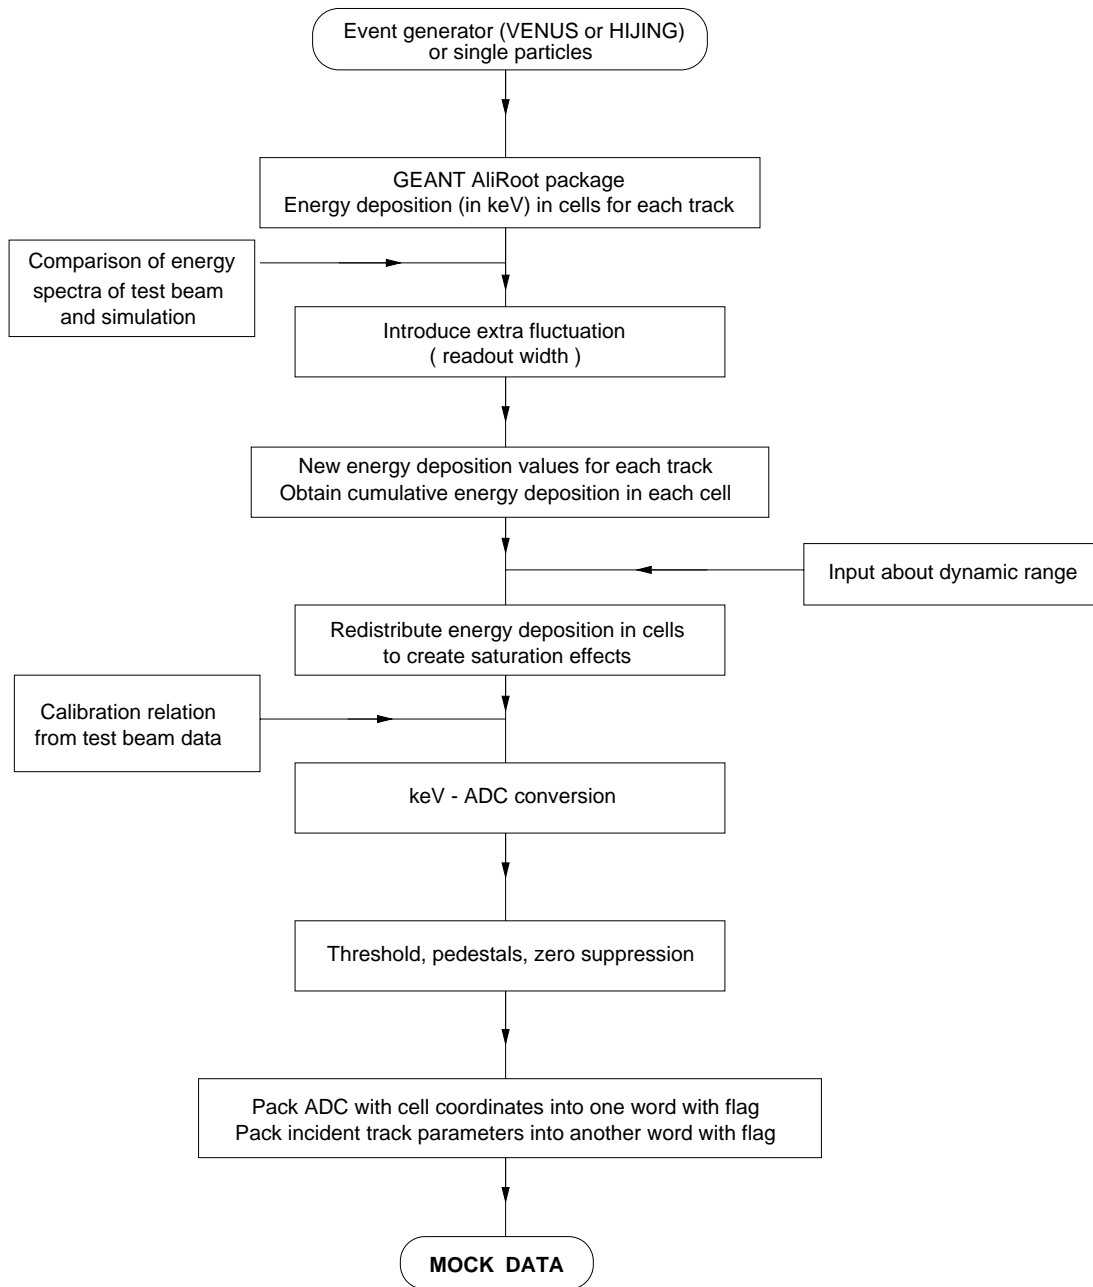 Event generator (VENUS or HIJING)
or single particles
GEANT AliRoot package
Energy deposition (in keV) in cells for each track
Comparison of energy
spectra of test beam
and simulation
Introduce extra fluctuation
( readout width )
New energy deposition values for each track
Obtain cumulative energy deposition in each cell
Input about dynamic range
Redistribute energy deposition in cells
to create saturation effects
Calibration relation
from test beam data
keV - ADC conversion
Threshold, pedestals, zero suppression
Pack ADC with cell coordinates into one word with flag
Pack incident track parameters into another word with flag
MOCK DATA